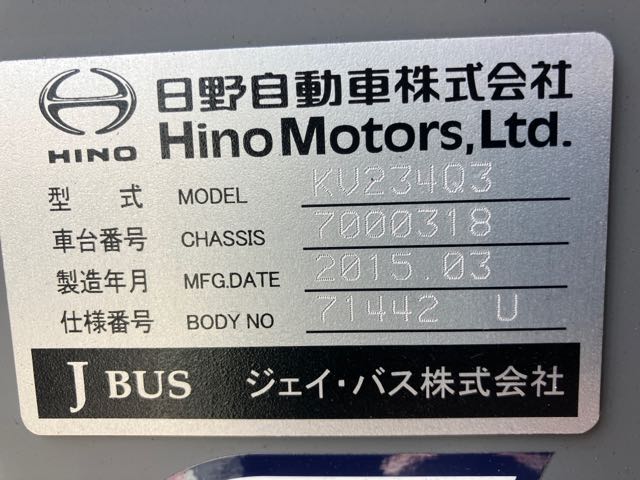 日野自動車株式会社
HINO Hino Motors, Ltd.
型 式 MODEL KV234Q3
車台番号 CHASSIS 7000318
製造年月 MFG.DATE 2015.03
仕様番号 BODY NO 71442 U
J BUS ジェイ・バス株式会社